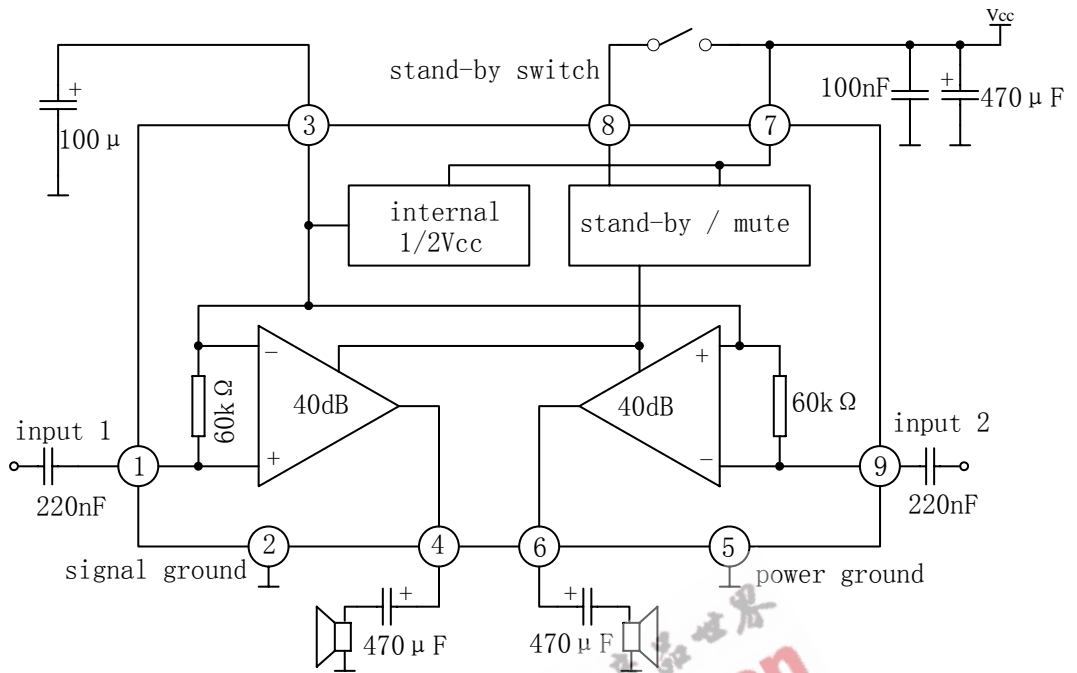 Vcc
stand-by switch
100nF
+
470μF
+
100μ
3
8
7
internal
1/2Vcc
stand-by / mute
−
+
60kΩ
40dB
40dB
60kΩ
input 1
input 2
+
−
1
9
220nF
220nF
2
4
6
5
signal ground
power ground
+
+
470μF
470μF